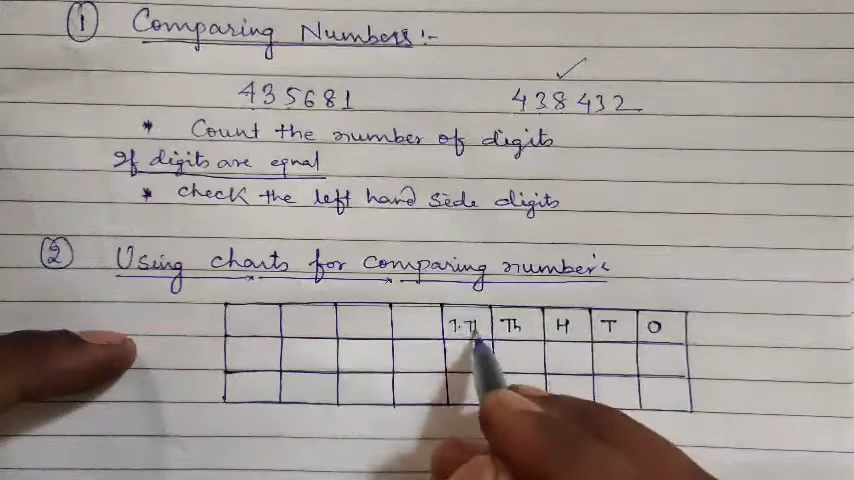 ① Comparing Numbers:-
435681 438432
* Count the number of digits
If digits are equal
* check the left hand side digits
② Using charts for comparing numbers
T.Th Th H T O